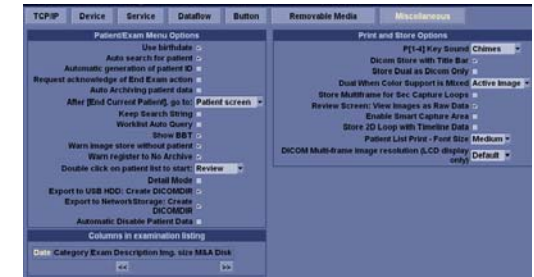 TCP/IP Device Service Dataflow Button Removable Media Miscellaneous
Patient/Exam Menu Options
Use birthdate
Auto search for patient
Automatic generation of patient ID
Request acknowledge of End Exam action
Auto Archiving patient data
After [End Current Patient], go to: Patient screen
Keep Search String
Worklist Auto Query
Show BBT
Warn image store without patient
Warn register to No Archive
Double click on patient list to start: Review
Detail Mode
Export to USB HDD: Create DICOMDIR
Export to NetworkStorage: Create
DICOMDIR
Automatic Disable Patient Data
Columns in examination listing
Date Category Exam Description Img. size M&A Disk
<< >>
Print and Store Options
P[1-4] Key Sound Chimes
Dicom Store with Title Bar
Store Dual as Dicom Only
Dual When Color Support is Mixed Active Image
Store Multiframe for Sec Capture Loops
Review Screen: View Images as Raw Data
Enable Smart Capture Area
Store 2D Loop with Timeline Data
Patient List Print - Font Size Medium
DICOM Multi-frame image resolution (LCD display
only) Default